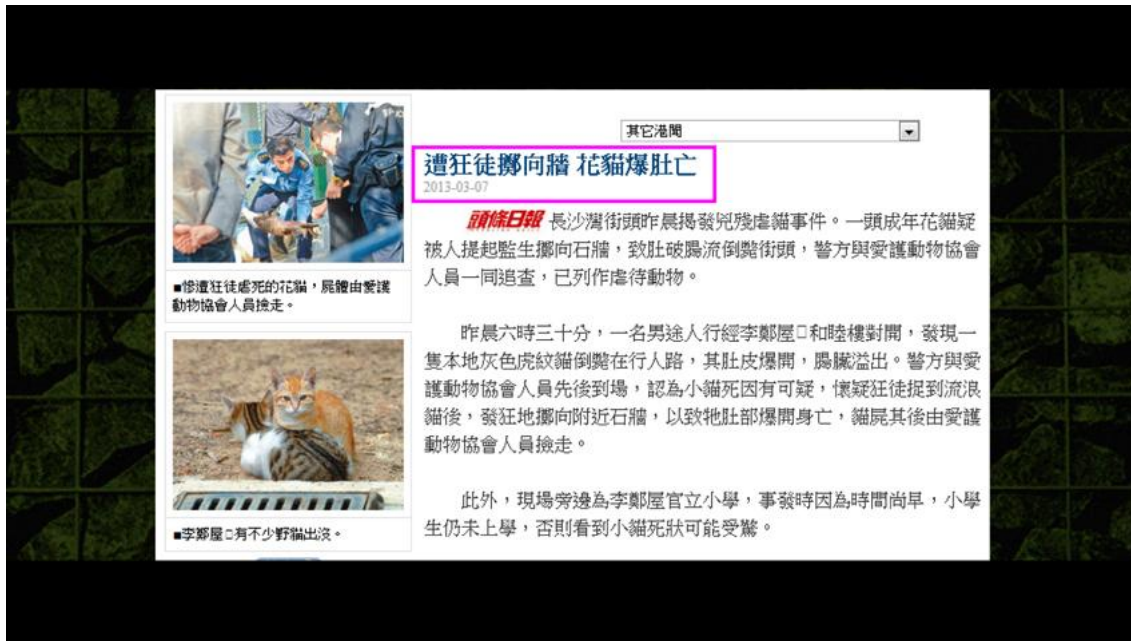 其它港聞
遭狂徒擲向牆 花貓爆肚亡
2013-03-07
頭條日報 長沙灣街頭昨晨揭發兇殘虐貓事件。一頭成年花貓疑
被人提起監生擲向石牆，致肚破腸流倒斃街頭，警方與愛護動物協會
人員一同追查，已列作虐待動物。
昨晨六時三十分，一名男途人行經李鄭屋□和睦樓對開，發現一
隻本地灰色虎紋貓倒斃在行人路，其肚皮爆開，腸臟溢出。警方與愛
護動物協會人員先後到場，認為小貓死因有可疑，懷疑狂徒捉到流浪
貓後，發狂地擲向附近石牆，以致牠肚部爆開身亡，貓屍其後由愛護
動物協會人員撿走。
此外，現場旁邊為李鄭屋官立小學，事發時因為時間尚早，小學
生仍未上學，否則看到小貓死狀可能受驚。
■慘遭狂徒虐死的花貓，屍體由愛護
動物協會人員撿走。
■李鄭屋□有不少野貓出沒。